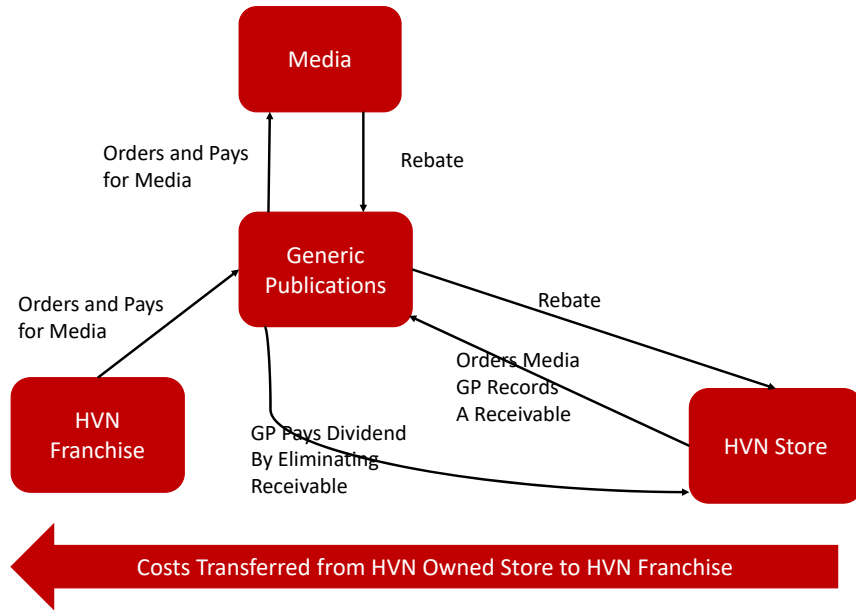 Media
Orders and Pays
for Media
Rebate
Generic
Publications
Orders and Pays
for Media
Rebate
Orders Media
GP Records
A Receivable
HVN
Franchise
GP Pays Dividend
By Eliminating
Receivable
HVN Store
Costs Transferred from HVN Owned Store to HVN Franchise